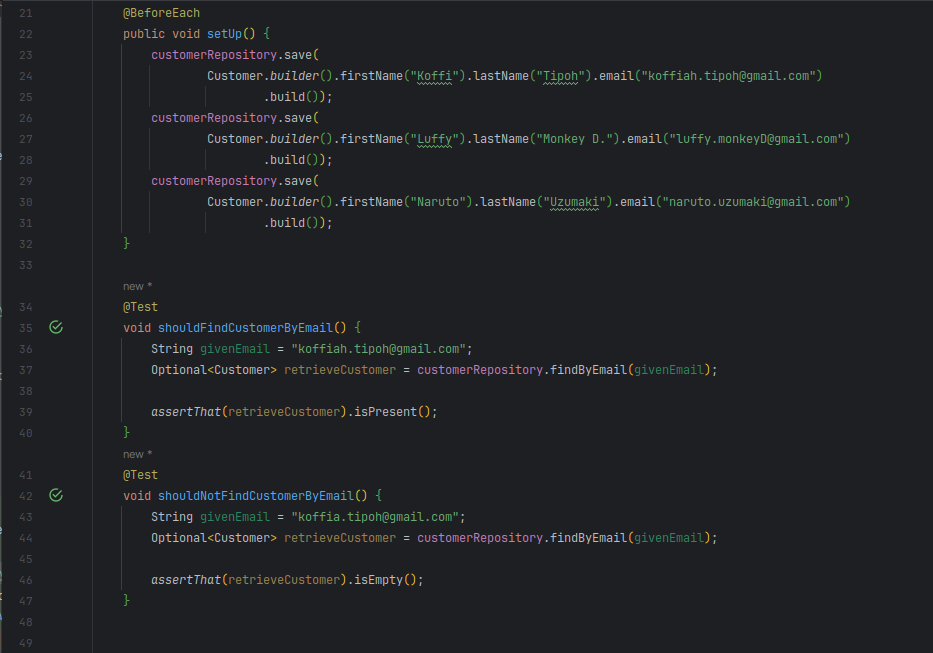 21 @BeforeEach
22 public void setUp() {
23 customerRepository.save(
24 Customer.builder().firstName("Koffi").lastName("Tipoh").email("koffiah.tipoh@gmail.com")
25 .build());
26 customerRepository.save(
27 Customer.builder().firstName("Luffy").lastName("Monkey D.").email("luffy.monkeyD@gmail.com")
28 .build());
29 customerRepository.save(
30 Customer.builder().firstName("Naruto").lastName("Uzumaki").email("naruto.uzumaki@gmail.com")
31 .build());
32 }
33
new *
34 @Test
35 void shouldFindCustomerByEmail() {
36 String givenEmail = "koffiah.tipoh@gmail.com";
37 Optional<Customer> retrieveCustomer = customerRepository.findByEmail(givenEmail);
38
39 assertThat(retrieveCustomer).isPresent();
40 }
new *
41 @Test
42 void shouldNotFindCustomerByEmail() {
43 String givenEmail = "koffia.tipoh@gmail.com";
44 Optional<Customer> retrieveCustomer = customerRepository.findByEmail(givenEmail);
45
46 assertThat(retrieveCustomer).isEmpty();
47 }
48
49